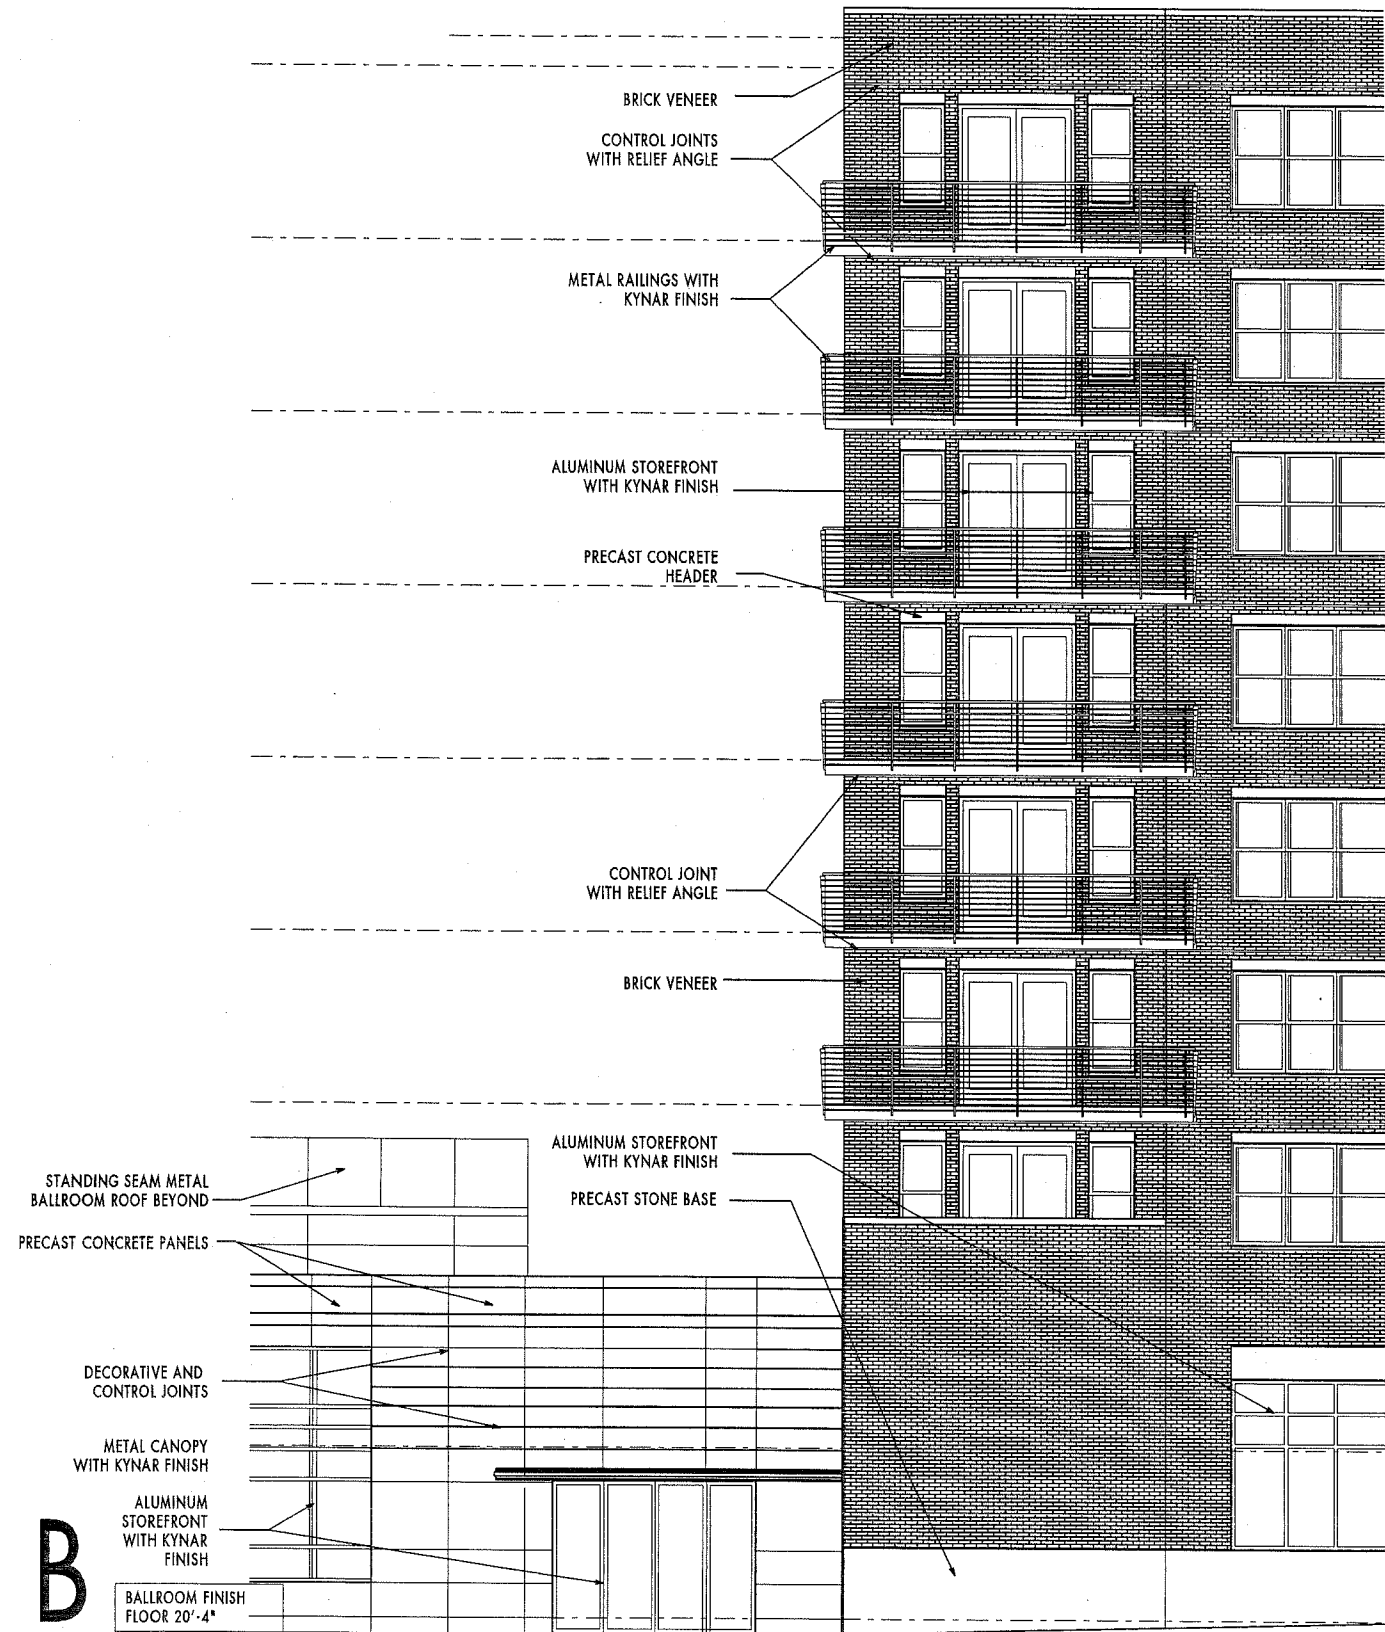 BRICK VENEER
CONTROL JOINTS
WITH RELIEF ANGLE
METAL RAILINGS WITH
KYNAR FINISH
ALUMINUM STOREFRONT
WITH KYNAR FINISH
PRECAST CONCRETE
HEADER
CONTROL JOINT
WITH RELIEF ANGLE
BRICK VENEER
ALUMINUM STOREFRONT
WITH KYNAR FINISH
PRECAST STONE BASE
STANDING SEAM METAL
BALLROOM ROOF BEYOND
PRECAST CONCRETE PANELS
DECORATIVE AND
CONTROL JOINTS
METAL CANOPY
WITH KYNAR FINISH
ALUMINUM
STOREFRONT
WITH KYNAR
FINISH
B
BALLROOM FINISH
FLOOR 20'-4"